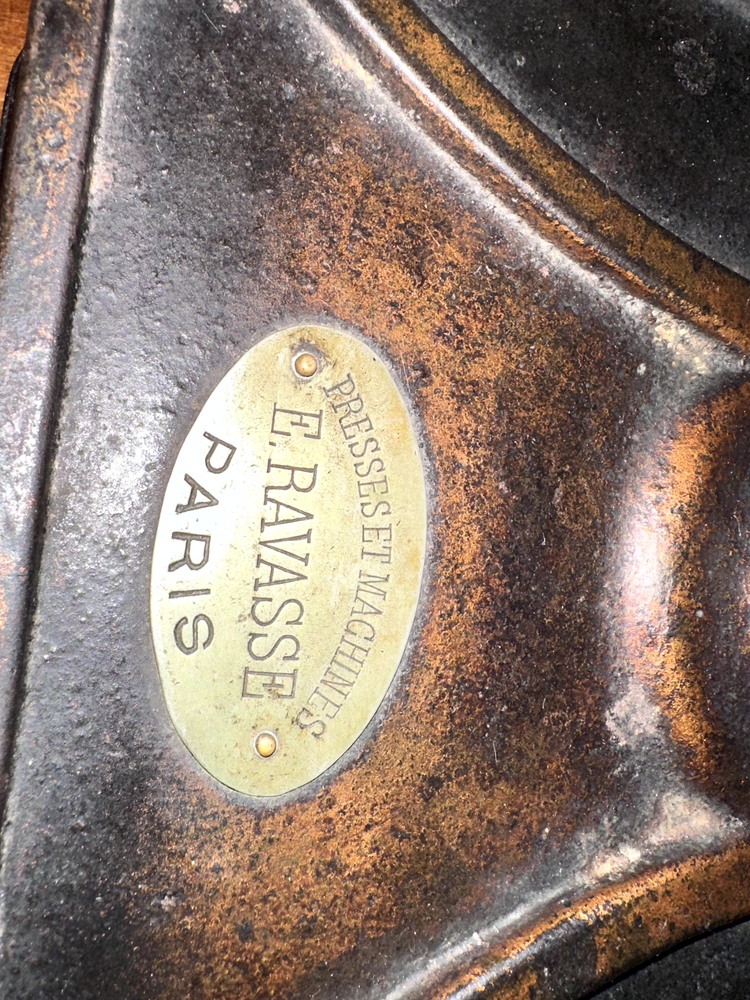 PRESSES ET MACHINES
E. RAVASSE
PARIS